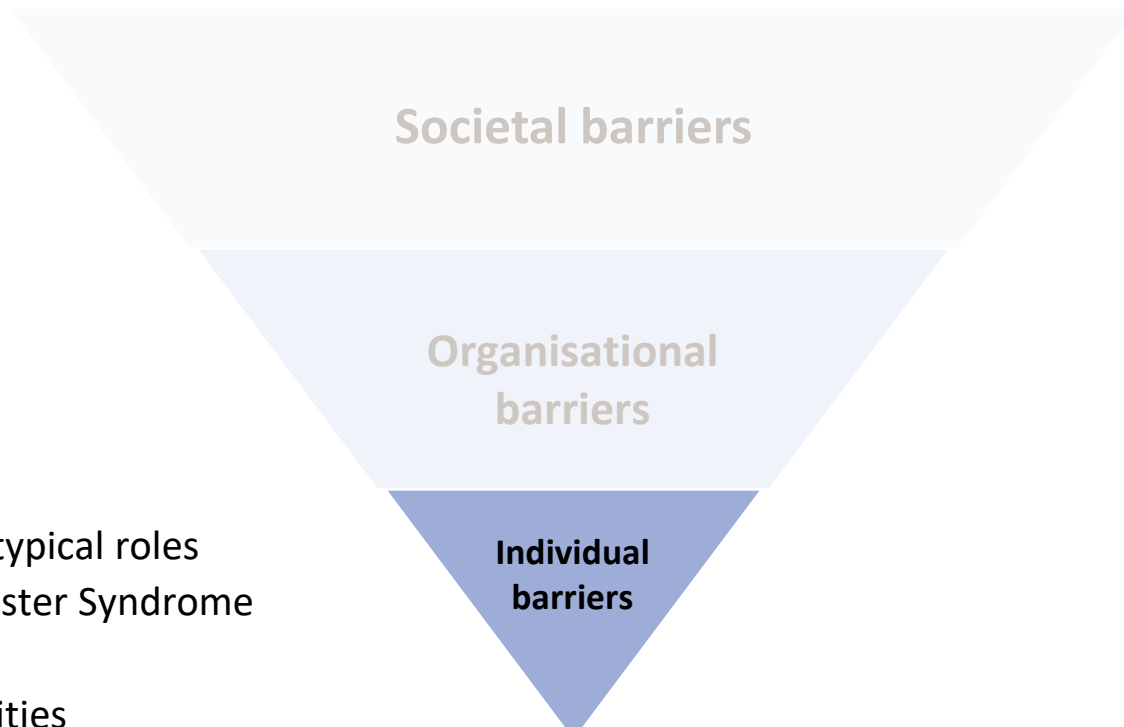 Societal barriers
Organisational
barriers
Individual
barriers
typical roles
ster Syndrome
ities